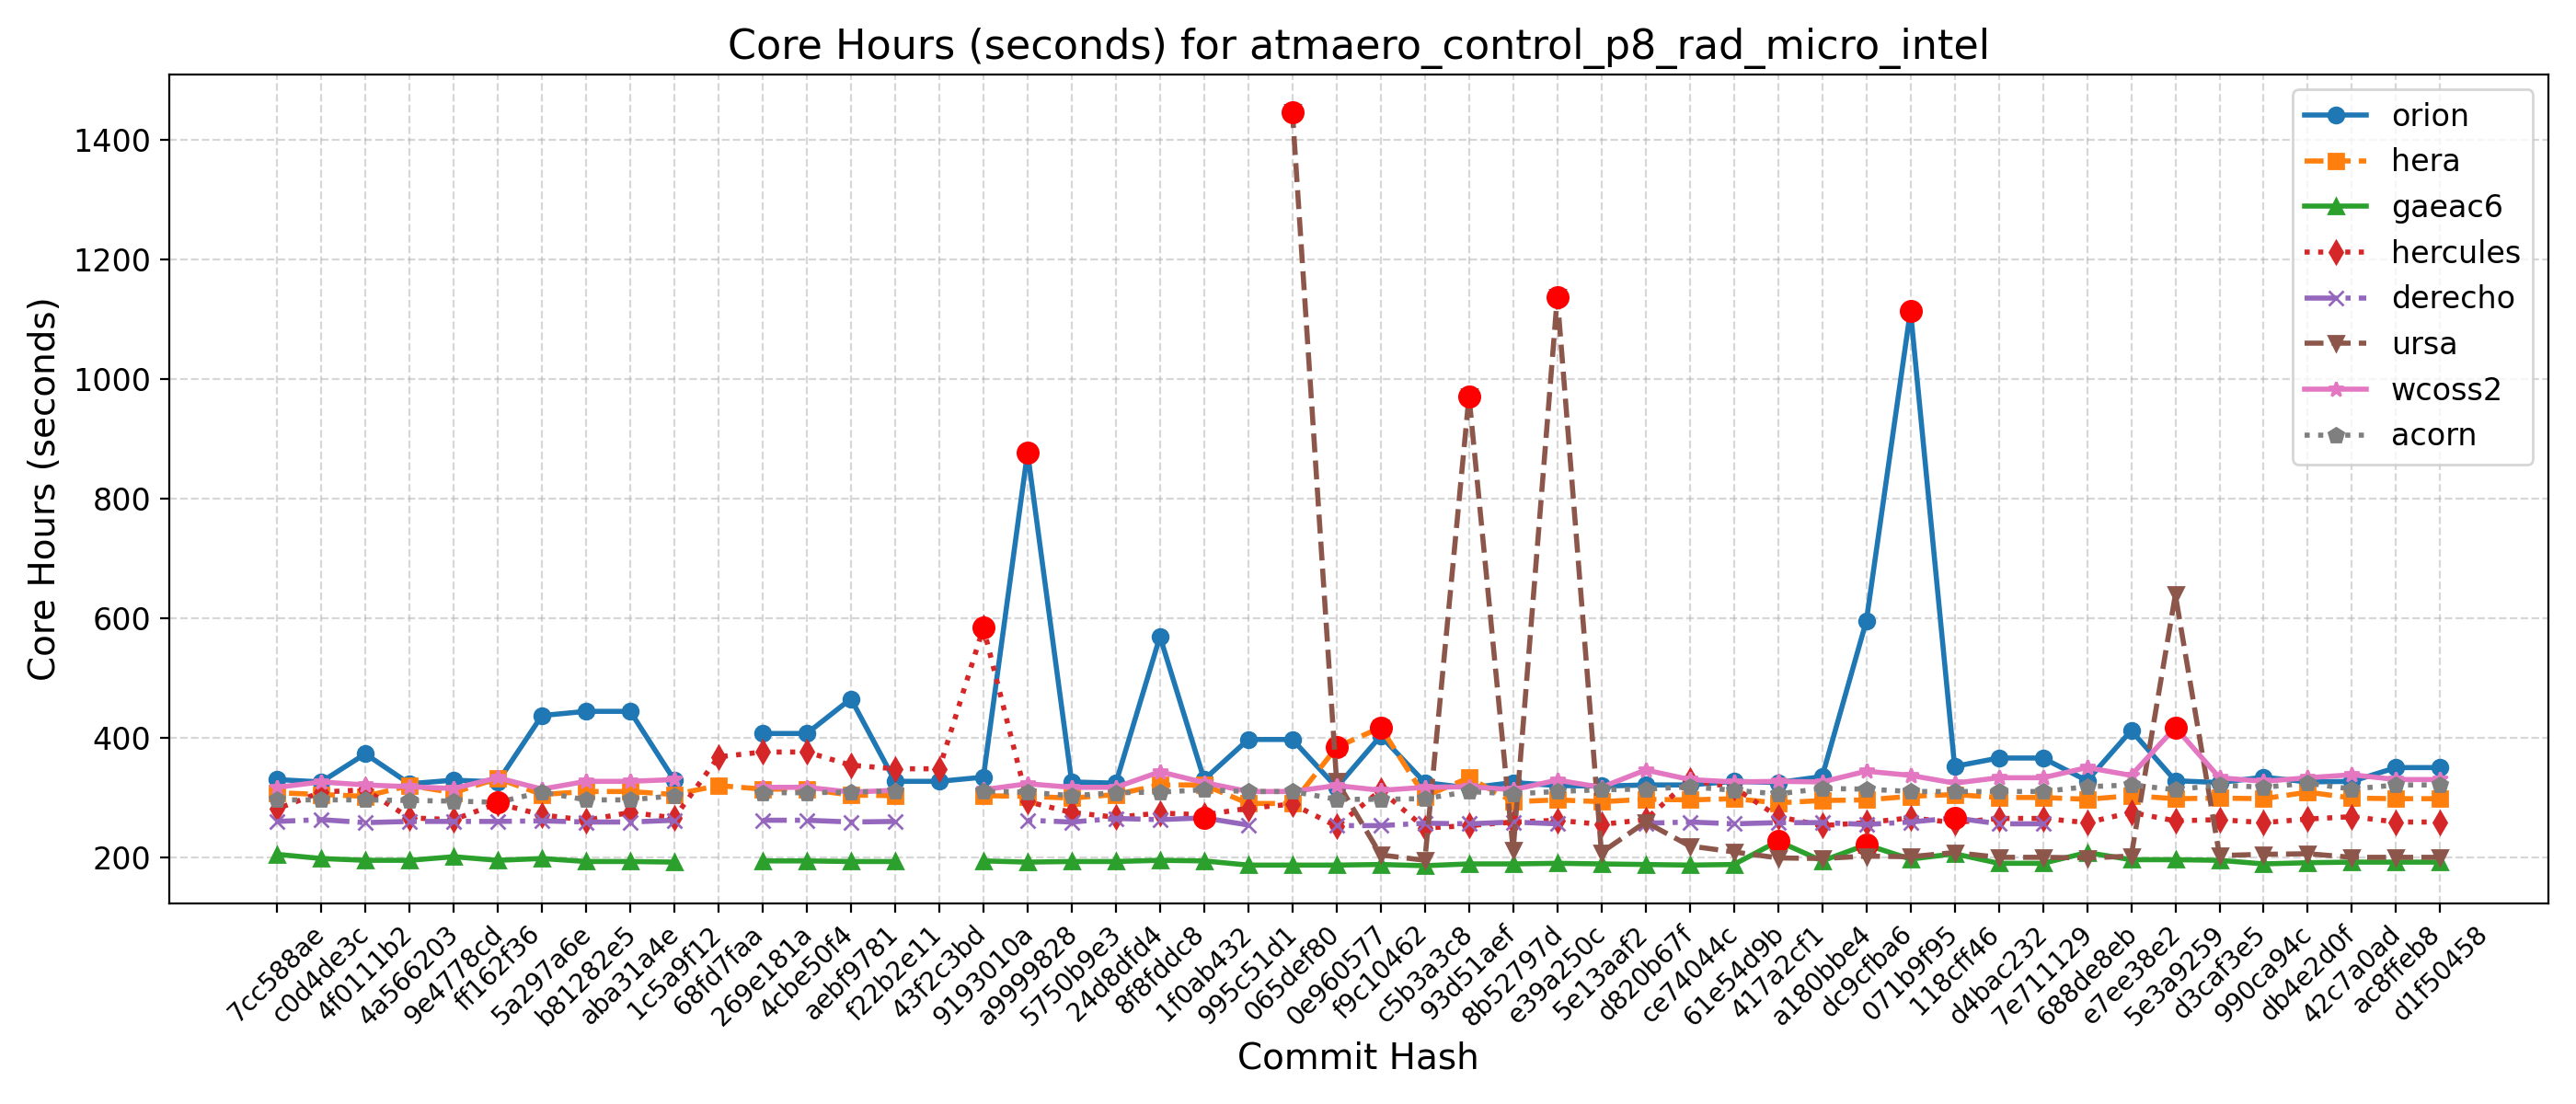 Core Hours (seconds) for atmaero_control_p8_rad_micro_intel
Core Hours (seconds)
1400
1200
1000
800
600
400
200
orion
hera
gaeac6
hercules
derecho
ursa
wcoss2
acorn
7cc588ae
c0d4de3c
4f0111b2
4a566203
9e4778cd
ff162f36
5a297a6e
b81282e5
aba31a4e
1c5a9f12
68fd7faa
269e181a
4cbe50f4
aebf9781
f22b2e11
43f2c3bd
9193010a
a9999828
5750b9e3
24d8dfd4
8f8fddc8
1f0ab432
995c51d1
065def80
0e960577
f9c10462
c5b3a3c8
93d51aef
8b52797d
e39a250c
5e13aaf2
d820b67f
ce74044c
61e54d9b
417a2cf1
a180bbe4
dc9cfba6
071b9f95
118cff46
d4bac232
7e711129
688de8eb
e7ee38e2
5e3a9259
d3caf3e5
990ca94c
db4e2d0f
42c7a0ad
ac8ffeb8
d1f50458
Commit Hash